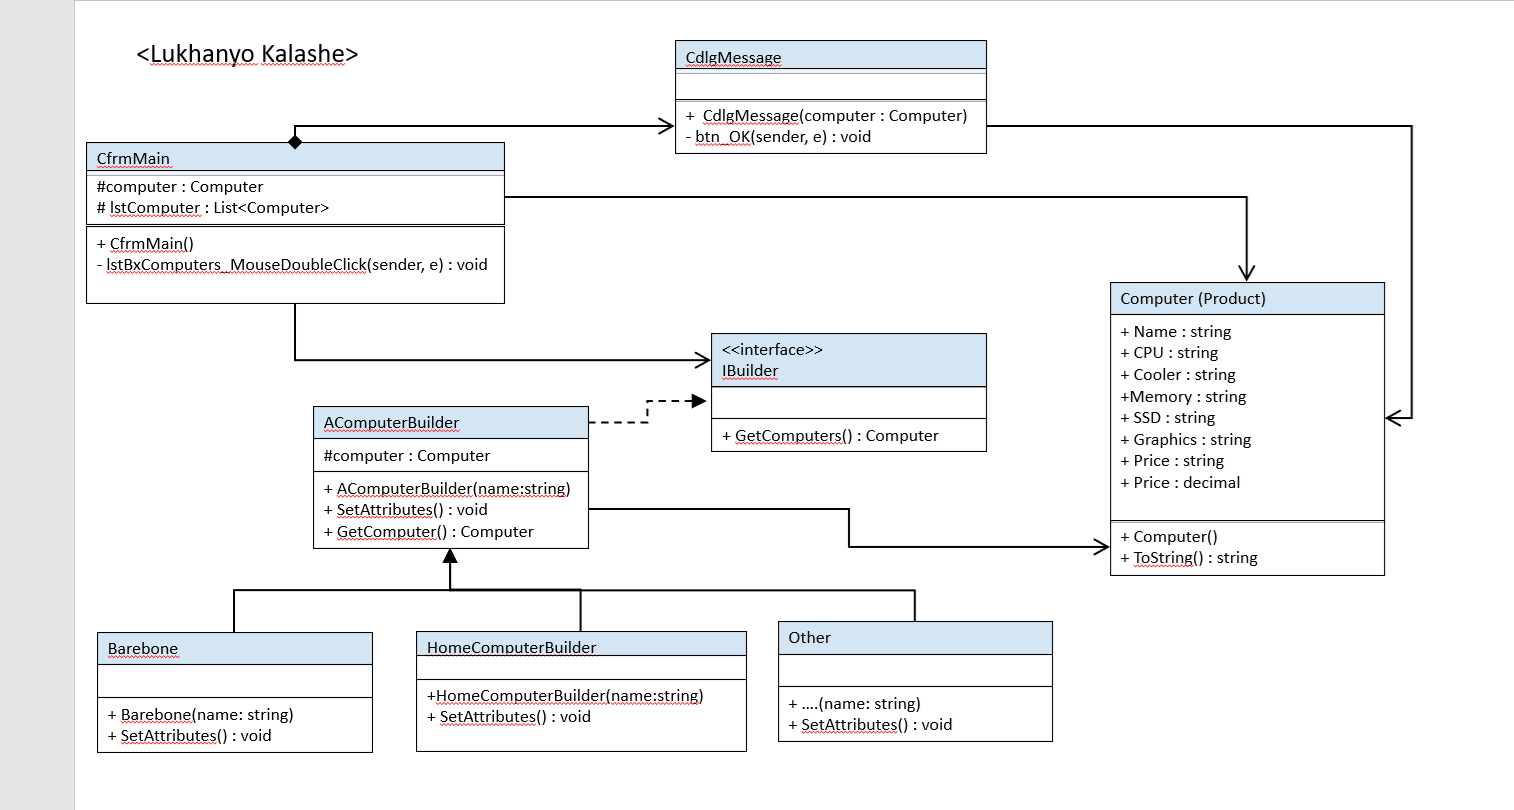 <Lukhanyo Kalashe>
CdlgMessage
+ CdlgMessage(computer : Computer)
- btn_OK(sender, e) : void
CfrmMain
#computer : Computer
# lstComputer : List<Computer>
+ CfrmMain()
- lstBxComputers_MouseDoubleClick(sender, e) : void
Computer (Product)
+ Name : string
+ CPU : string
+ Cooler : string
+Memory : string
+ SSD : string
+ Graphics : string
+ Price : string
+ Price : decimal
+ Computer()
+ ToString() : string
<<interface>>
IBuilder
+ GetComputers() : Computer
AComputerBuilder
#computer : Computer
+ AComputerBuilder(name:string)
+ SetAttributes() : void
+ GetComputer() : Computer
Barebone
+ Barebone(name: string)
+ SetAttributes() : void
HomeComputerBuilder
+HomeComputerBuilder(name:string)
+ SetAttributes() : void
Other
+ ....(name: string)
+ SetAttributes() : void